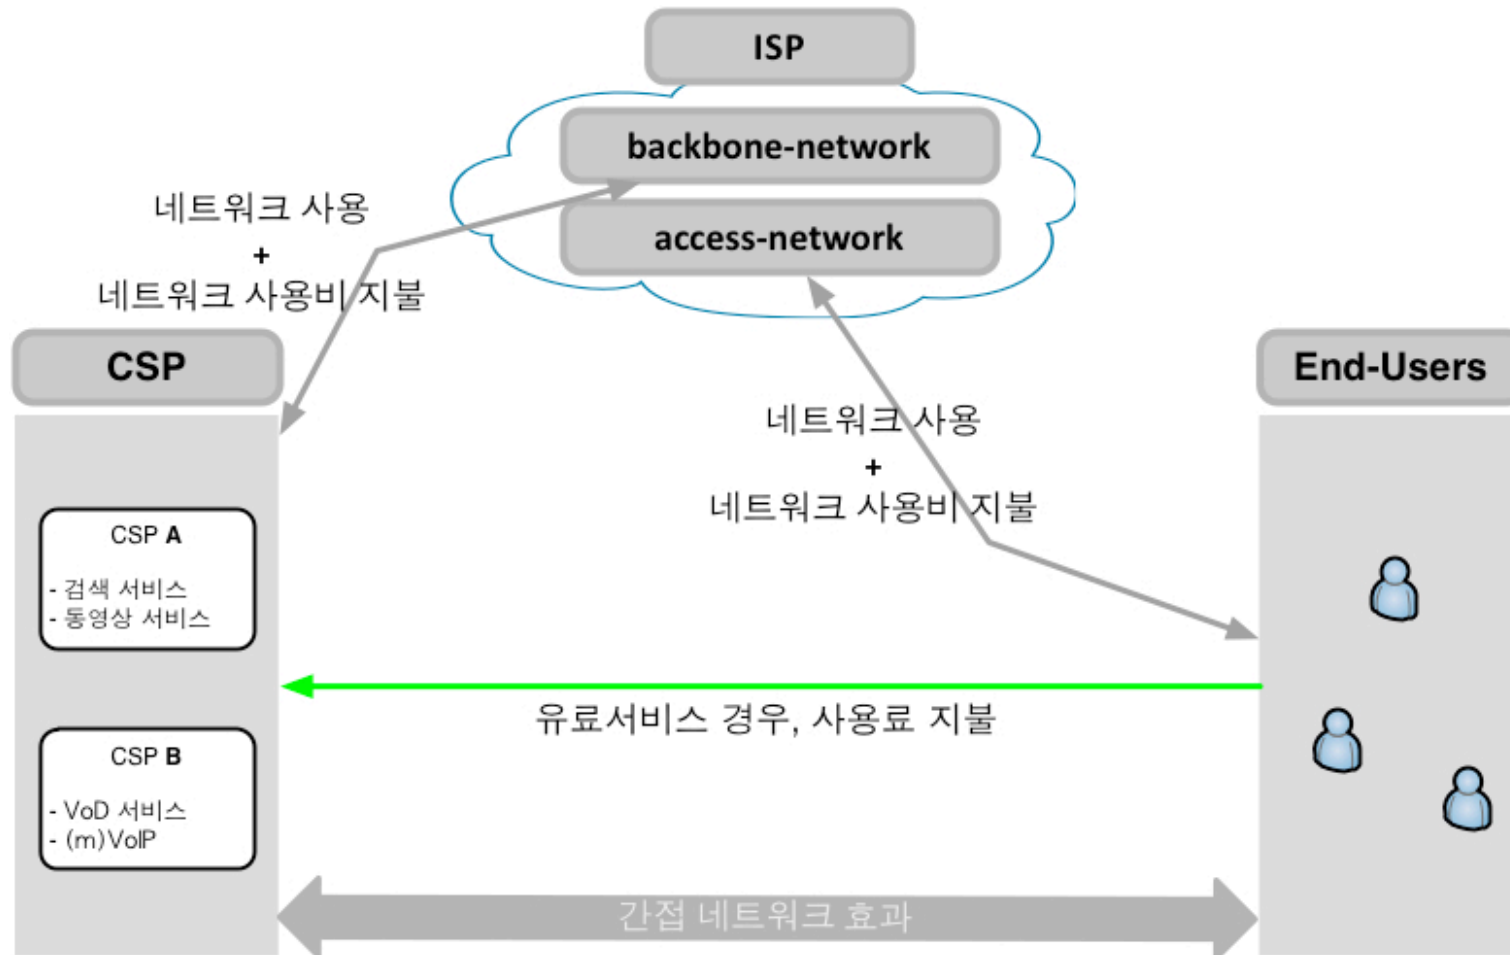 ISP
backbone-network
access-network
네트워크 사용
+
네트워크 사용비 지불
CSP
End-Users
네트워크 사용
+
네트워크 사용비 지불
CSP A
- 검색 서비스
- 동영상 서비스
유료서비스 경우, 사용료 지불
CSP B
- VoD 서비스
- (m)VoIP
간접 네트워크 효과